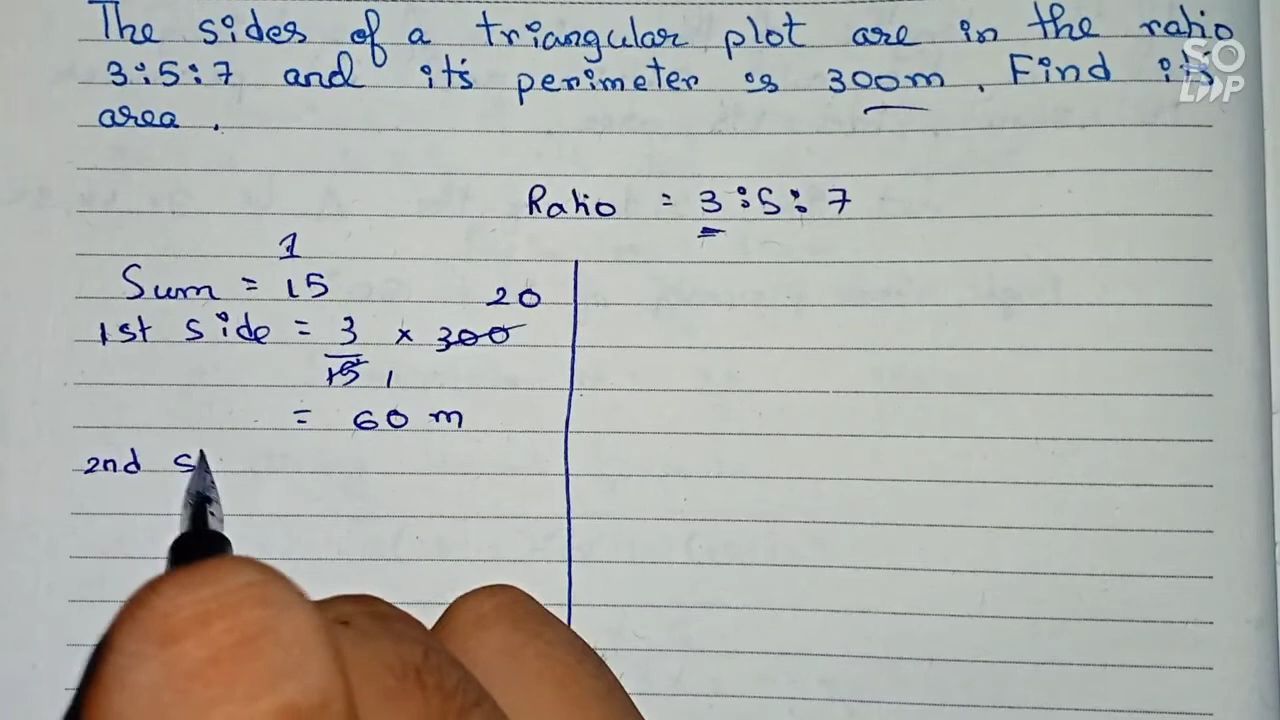 The sides of a triangular plot are in the ratio
3:5:7 and it's perimeter is 300m. Find its
area.
Ratio = 3:5:7
1
Sum = 15
20
1st side = 3 × 300
15 1
= 60 m
2nd s